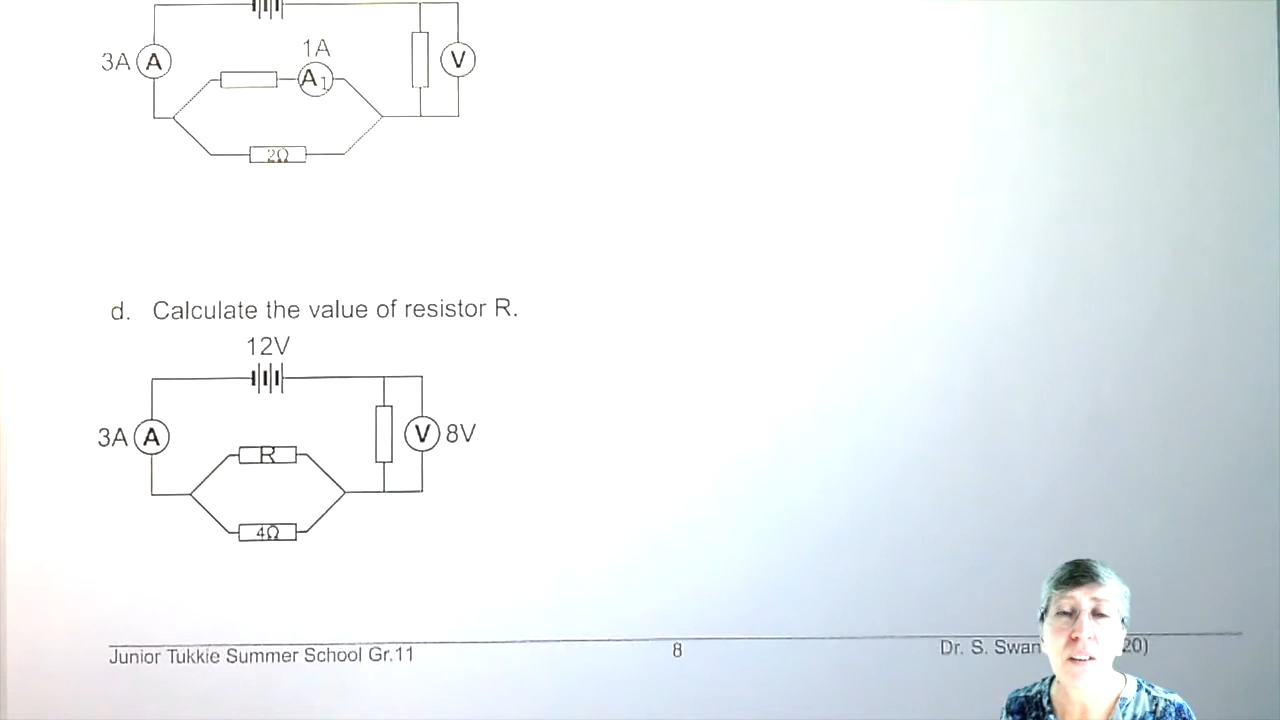 1A
3A A
A1
V
2Ω
d. Calculate the value of resistor R.
12V
3A A
V 8V
R
4Ω
Junior Tukkie Summer School Gr.11
8
Dr. S. Swan 20)